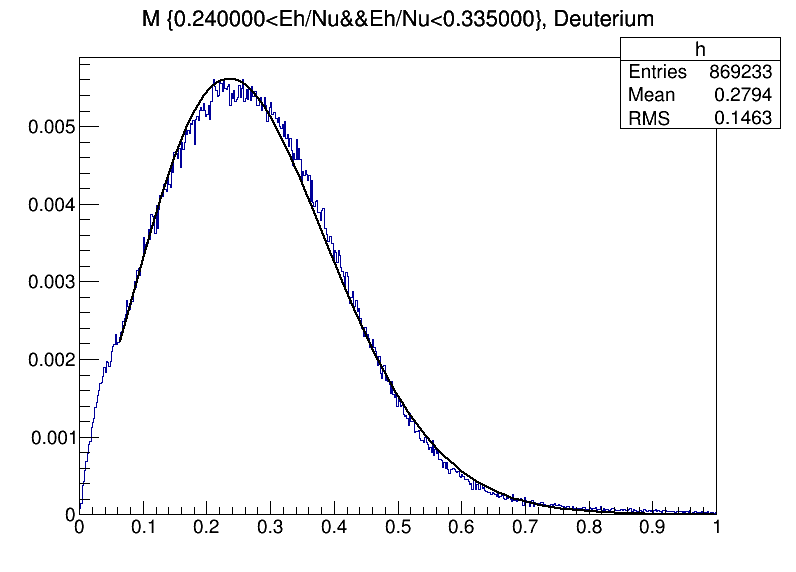 M {0.240000<Eh/Nu&&Eh/Nu<0.335000}, Deuterium
h
Entries 869233
Mean 0.2794
RMS 0.1463
0.005
0.004
0.003
0.002
0.001
0
0 0.1 0.2 0.3 0.4 0.5 0.6 0.7 0.8 0.9 1